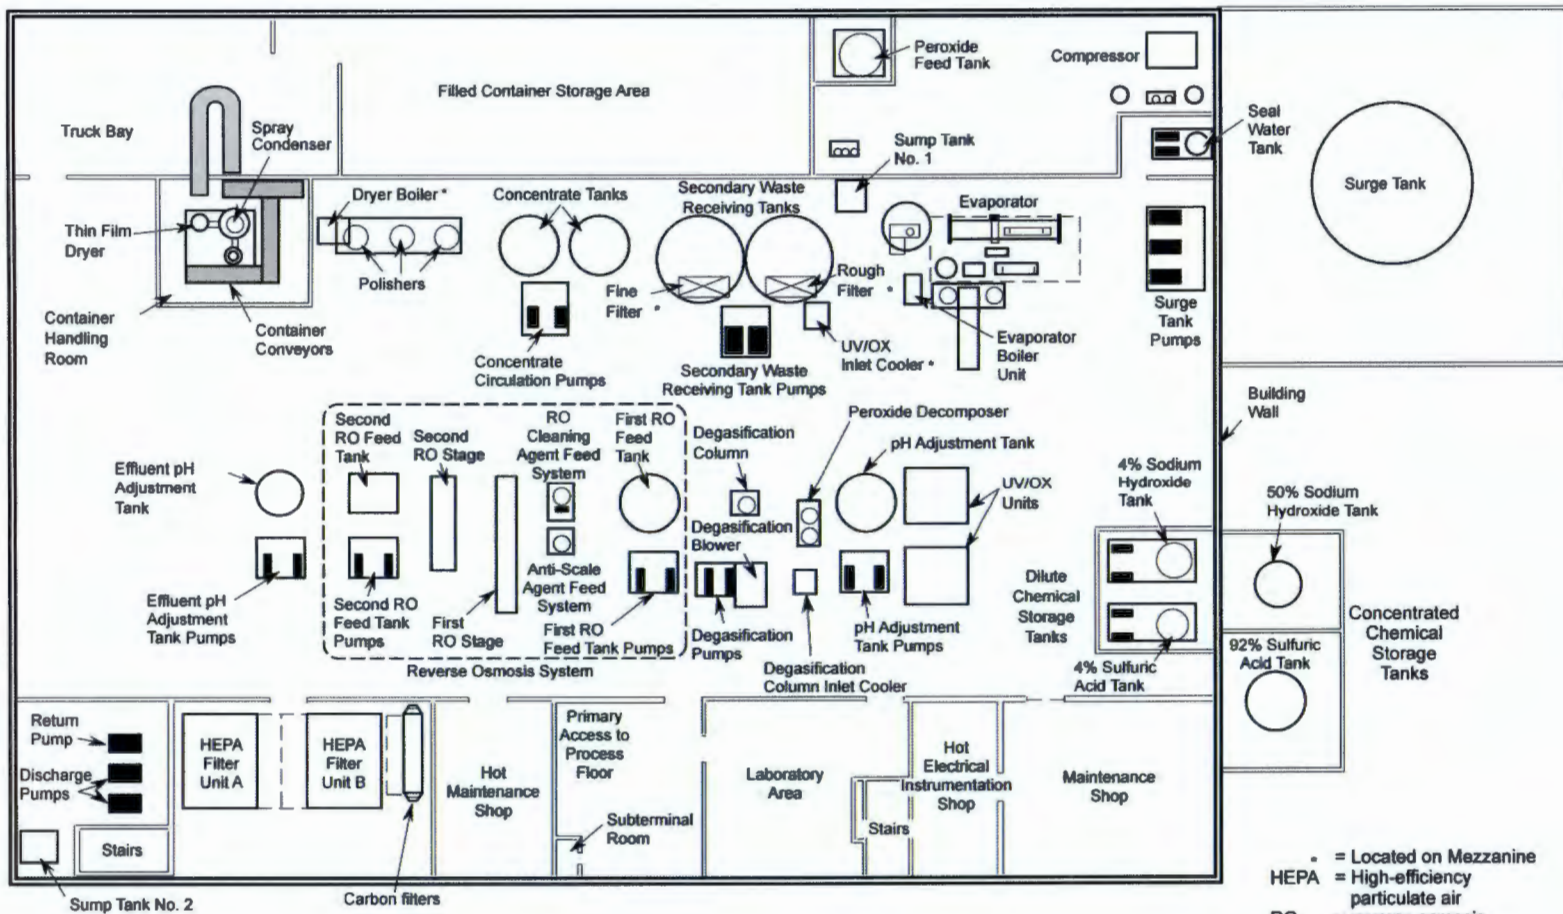 Peroxide
Feed Tank
Compressor
Filled Container Storage Area
Truck Bay
Spray
Condenser
Sump Tank
No. 1
Seal
Water
Tank
Surge Tank
Dryer Boiler *
Concentrate Tanks
Secondary Waste
Receiving Tanks
Evaporator
Thin Film
Dryer
Polishers
Fine
Filter *
Rough
Filter *
Surge
Tank
Pumps
Container
Handling
Room
Container
Conveyors
Concentrate
Circulation Pumps
UV/OX
Inlet Cooler *
Evaporator
Boiler
Unit
Secondary Waste
Receiving Tank Pumps
Building
Wall
Second
RO Feed
Tank
Second
RO Stage
RO
Cleaning
Agent Feed
System
First RO
Feed
Tank
Degasification
Column
Peroxide Decomposer
pH Adjustment Tank
Effluent pH
Adjustment
Tank
UV/OX
Units
4% Sodium
Hydroxide
Tank
50% Sodium
Hydroxide Tank
Degasification
Blower
Effluent pH
Adjustment
Tank Pumps
Second RO
Feed Tank
Pumps
First
RO Stage
Anti-Scale
Agent Feed
System
First RO
Feed Tank Pumps
Degasification
Pumps
Degasification
Column Inlet Cooler
pH Adjustment
Tank Pumps
Dilute
Chemical
Storage
Tanks
4% Sulfuric
Acid Tank
92% Sulfuric
Acid Tank
Concentrated
Chemical
Storage
Tanks
Reverse Osmosis System
Return
Pump
Discharge
Pumps
HEPA
Filter
Unit A
HEPA
Filter
Unit B
Hot
Maintenance
Shop
Primary
Access to
Process
Floor
Subterminal
Room
Laboratory
Area
Stairs
Hot
Electrical
Instrumentation
Shop
Maintenance
Shop
Stairs
Sump Tank No. 2
Carbon filters
* = Located on Mezzanine
HEPA = High-efficiency
particulate air